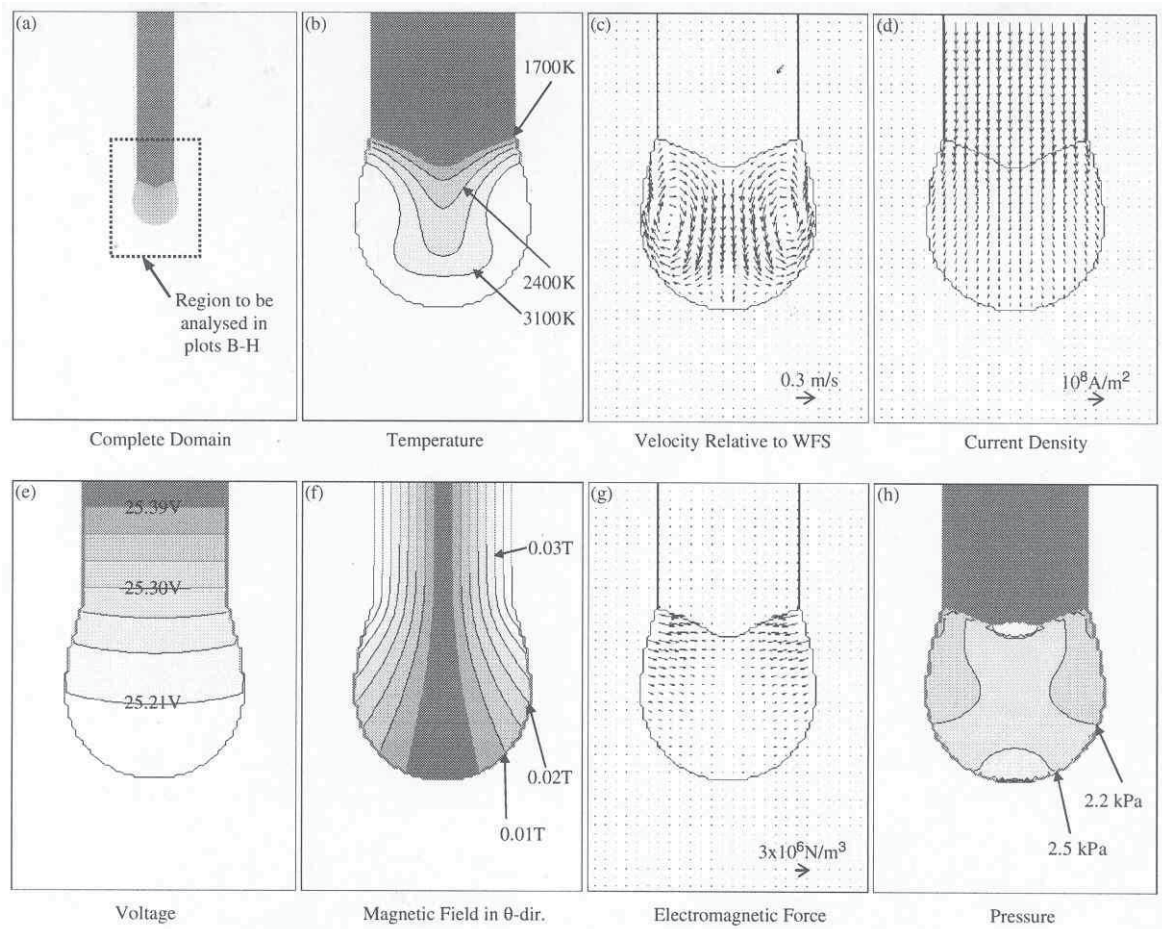 (a)
Region to be
analysed in
plots B-H
Complete Domain
(b)
1700K
2400K
3100K
Temperature
(c)
0.3 m/s
Velocity Relative to WFS
(d)
10⁸A/m²
Current Density
(e)
25.39V
25.30V
25.21V
Voltage
(f)
0.03T
0.02T
0.01T
Magnetic Field in θ-dir.
(g)
3x10⁶N/m³
Electromagnetic Force
(h)
2.2 kPa
2.5 kPa
Pressure